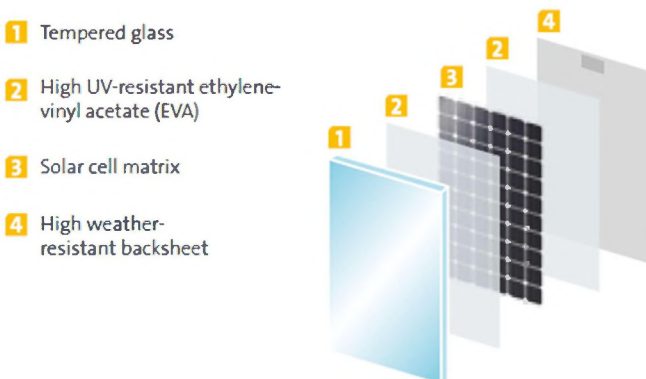 1 Tempered glass
2 High UV-resistant ethylene-
vinyl acetate (EVA)
3 Solar cell matrix
4 High weather-
resistant backsheet
4
2
3
2
1